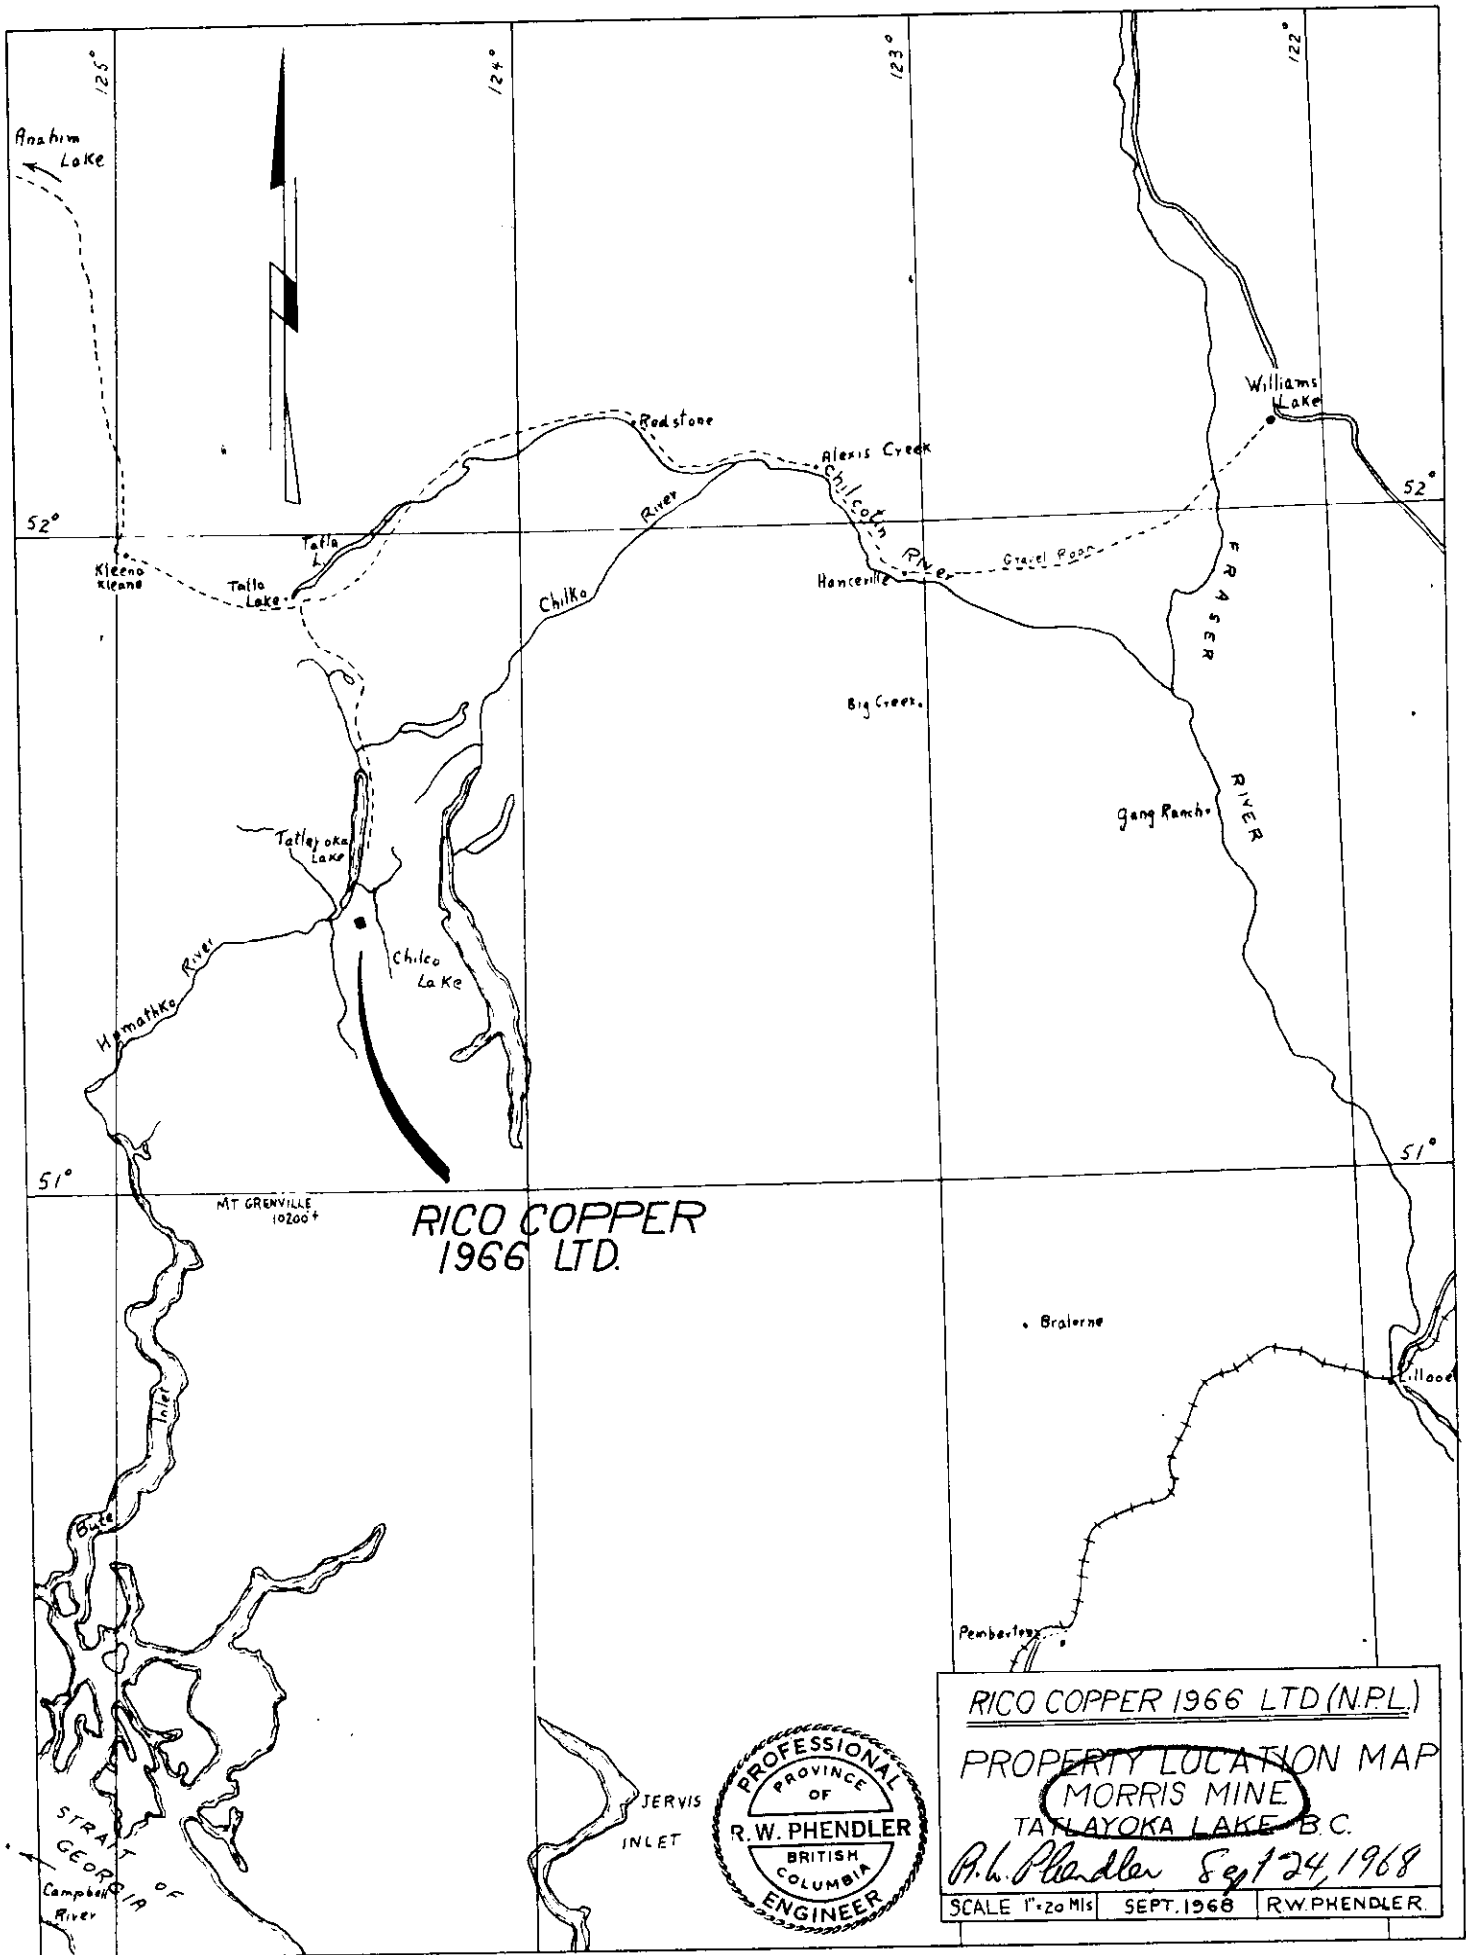 125°
124°
123°
122°
Anahim
Lake
Williams
Lake
Redstone
Alexis Creek
Chilcotin
River
52°
52°
River
Tatla
L.
Kleena
Kleene
Tatla
Lake
Chilko
Hanceville
Gravel Road
FRASER
RIVER
Big Creek
Gang Ranch
Tatlayoka
Lake
Chilco
Lake
Homathko
River
51°
51°
MT GRENVILLE
10200'+
RICO COPPER
1966 LTD.
Bralorne
Lillooet
Bute
Inlet
Pemberton
JERVIS
INLET
STRAIT
OF
GEORGIA
Campbell
River
PROFESSIONAL
PROVINCE
OF
R. W. PHENDLER
BRITISH
COLUMBIA
ENGINEER
RICO COPPER 1966 LTD (N.P.L.)
PROPERTY LOCATION MAP
MORRIS MINE
TATLAYOKA LAKE B.C.
R.W. Phendler Sept 24, 1968
SCALE 1"=20 Mls
SEPT. 1968
R.W. PHENDLER.